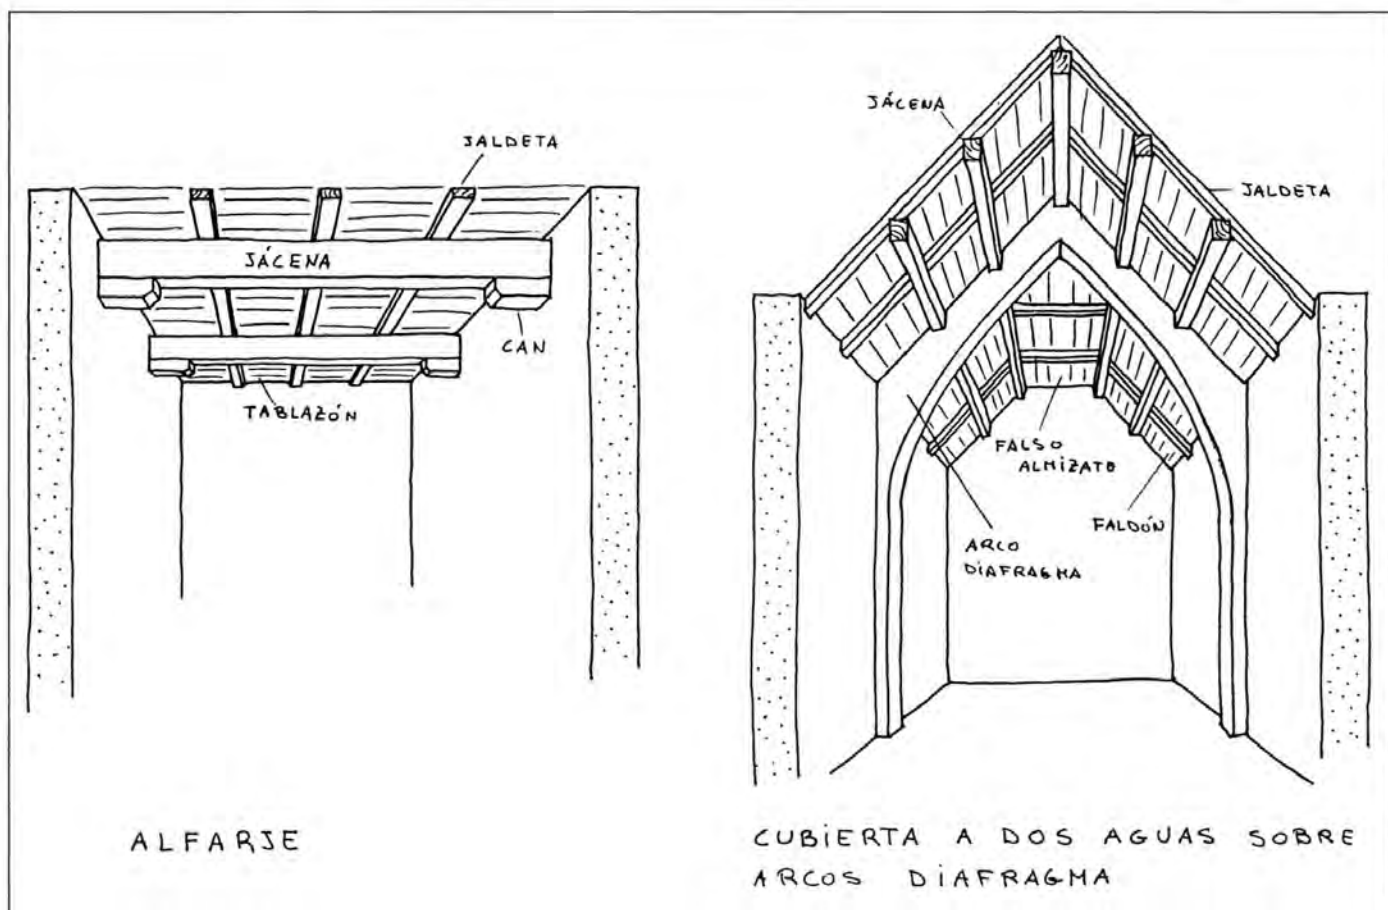 JALDETA
JÁCENA
CAN
TABLAZÓN
ALFARJE
JÁCENA
JALDETA
FALSO
ALMIZATE
FALDÓN
ARCO
DIAFRAGMA
CUBIERTA A DOS AGUAS SOBRE
ARCOS DIAFRAGMA